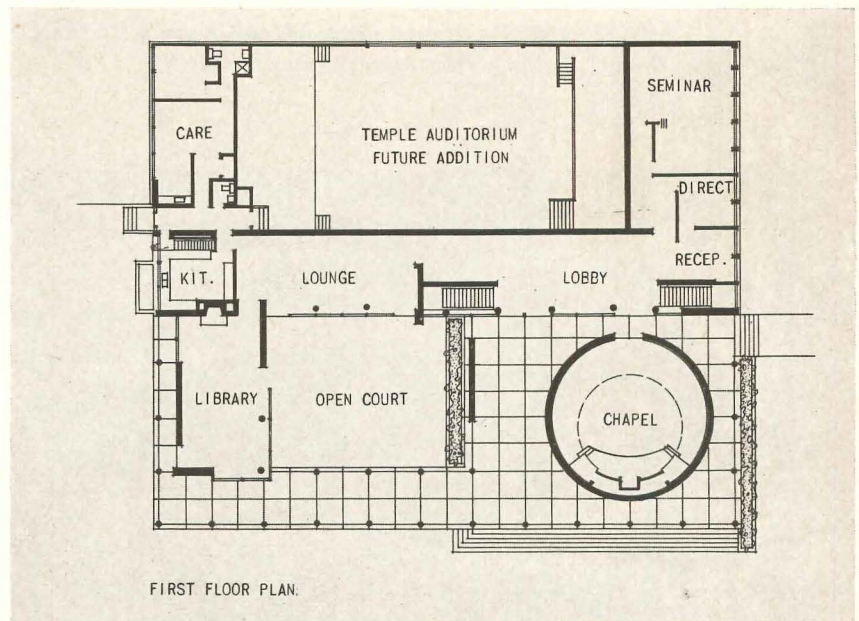 SEMINAR
CARE
TEMPLE AUDITORIUM
FUTURE ADDITION
DIRECT
RECEP.
KIT.
LOUNGE
LOBBY
LIBRARY
OPEN COURT
CHAPEL
FIRST FLOOR PLAN.